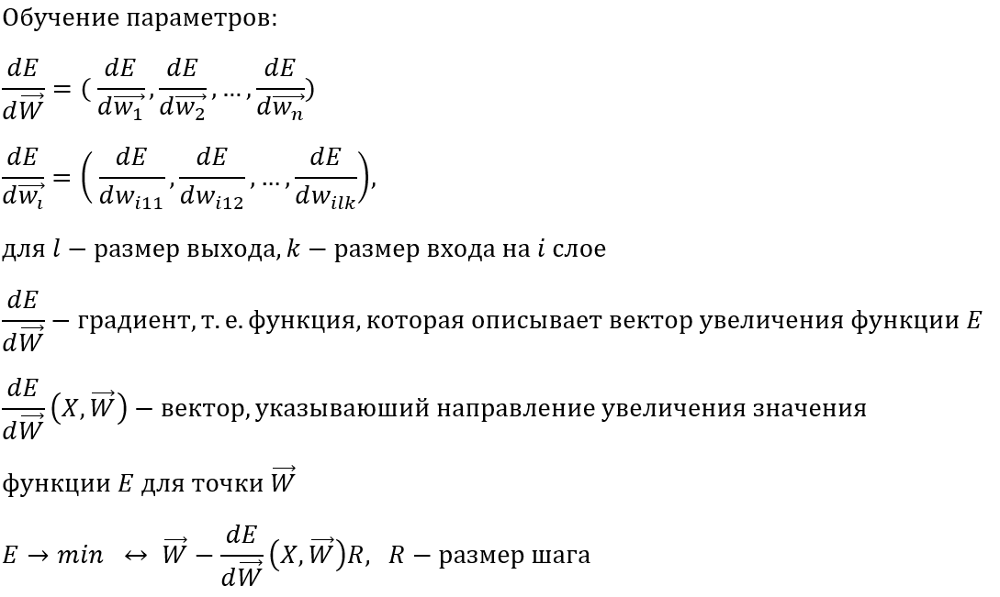 Обучение параметров:
$\frac{dE}{d\overrightarrow{W}} = (\frac{dE}{d\overrightarrow{w_1}}, \frac{dE}{d\overrightarrow{w_2}}, \dots, \frac{dE}{d\overrightarrow{w_n}})$
$\frac{dE}{d\overrightarrow{w_\imath}} = \left(\frac{dE}{dw_{i11}}, \frac{dE}{dw_{i12}}, \dots, \frac{dE}{dw_{ilk}}\right),$
для $l$ − размер выхода, $k$ − размер входа на $i$ слое
$\frac{dE}{d\overrightarrow{W}}$ − градиент, т. е. функция, которая описывает вектор увеличения функции $E$
$\frac{dE}{d\overrightarrow{W}}(X, \overrightarrow{W})$ − вектор, указываюший направление увеличения значения
функции $E$ для точки $\overrightarrow{W}$
$E \to min \leftrightarrow \overrightarrow{W} - \frac{dE}{d\overrightarrow{W}}(X, \overrightarrow{W})R,$ $R$ − размер шага